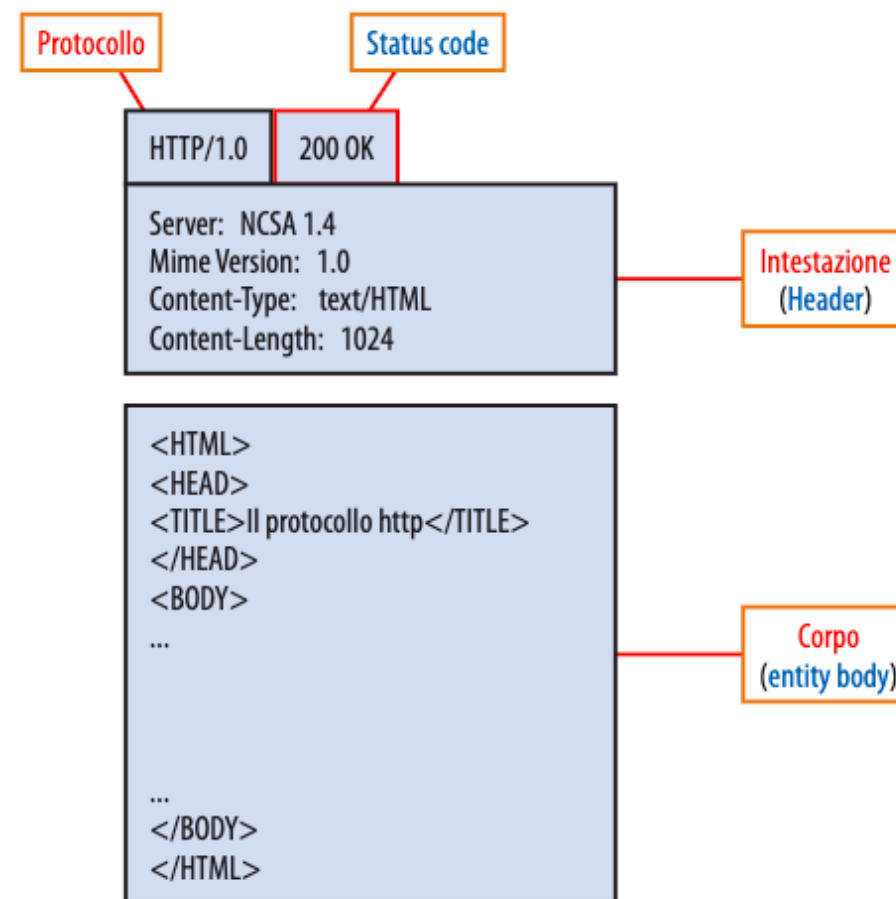 Protocollo
Status code
HTTP/1.0
200 OK
Server: NCSA 1.4
Mime Version: 1.0
Content-Type: text/HTML
Content-Length: 1024
Intestazione
(Header)
<HTML>
<HEAD>
<TITLE>Il protocollo http</TITLE>
</HEAD>
<BODY>
...
Corpo
(entity body)
...
</BODY>
</HTML>